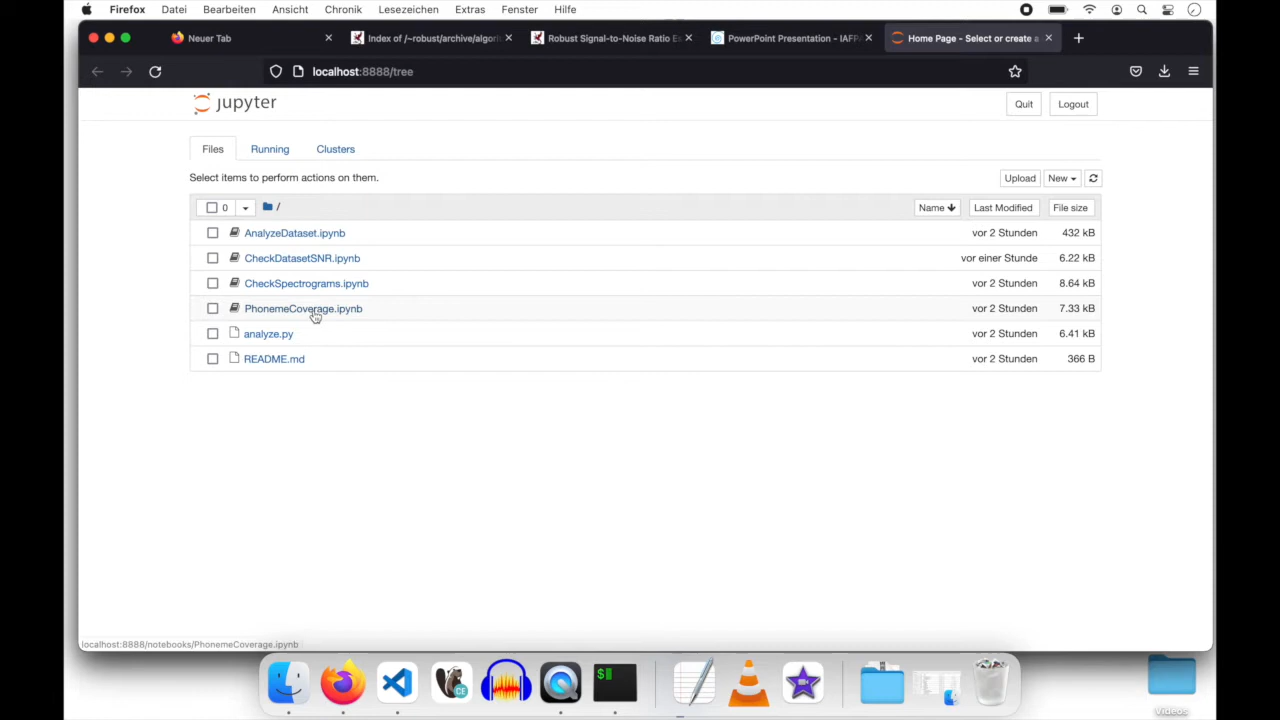 Firefox Datei Bearbeiten Ansicht Chronik Lesezeichen Extras Fenster Hilfe
Neuer Tab Index of /~robust/archive/algori Robust Signal-to-Noise Ratio Es PowerPoint Presentation - IAFPA Home Page - Select or create a
localhost:8888/tree
jupyter Quit Logout
Files Running Clusters
Select items to perform actions on them. Upload New
0 / Name Last Modified File size
AnalyzeDataset.ipynb vor 2 Stunden 432 kB
CheckDatasetSNR.ipynb vor einer Stunde 6.22 kB
CheckSpectrograms.ipynb vor 2 Stunden 8.64 kB
PhonemeCoverage.ipynb vor 2 Stunden 7.33 kB
analyze.py vor 2 Stunden 6.41 kB
README.md vor 2 Stunden 366 B
localhost:8888/notebooks/PhonemeCoverage.ipynb
CE $
Videos